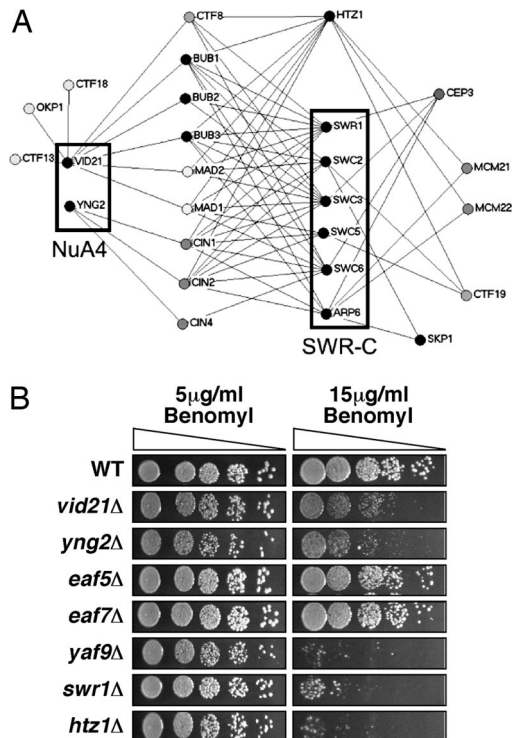 A
CTF8
HTZ1
BUB1
CTF18
CEP3
BUB2
OKP1
SWR1
BUB3
CTF13
VID21
SWC2
MAD2
MCM21
YNG2
MAD1
SWC3
MCM22
NuA4
SWC5
CIN1
SWC6
CIN2
CTF19
ARP6
CIN4
SKP1
SWR-C
B
5µg/ml 15µg/ml
Benomyl Benomyl
WT
vid21Δ
yng2Δ
eaf5Δ
eaf7Δ
yaf9Δ
swr1Δ
htz1Δ